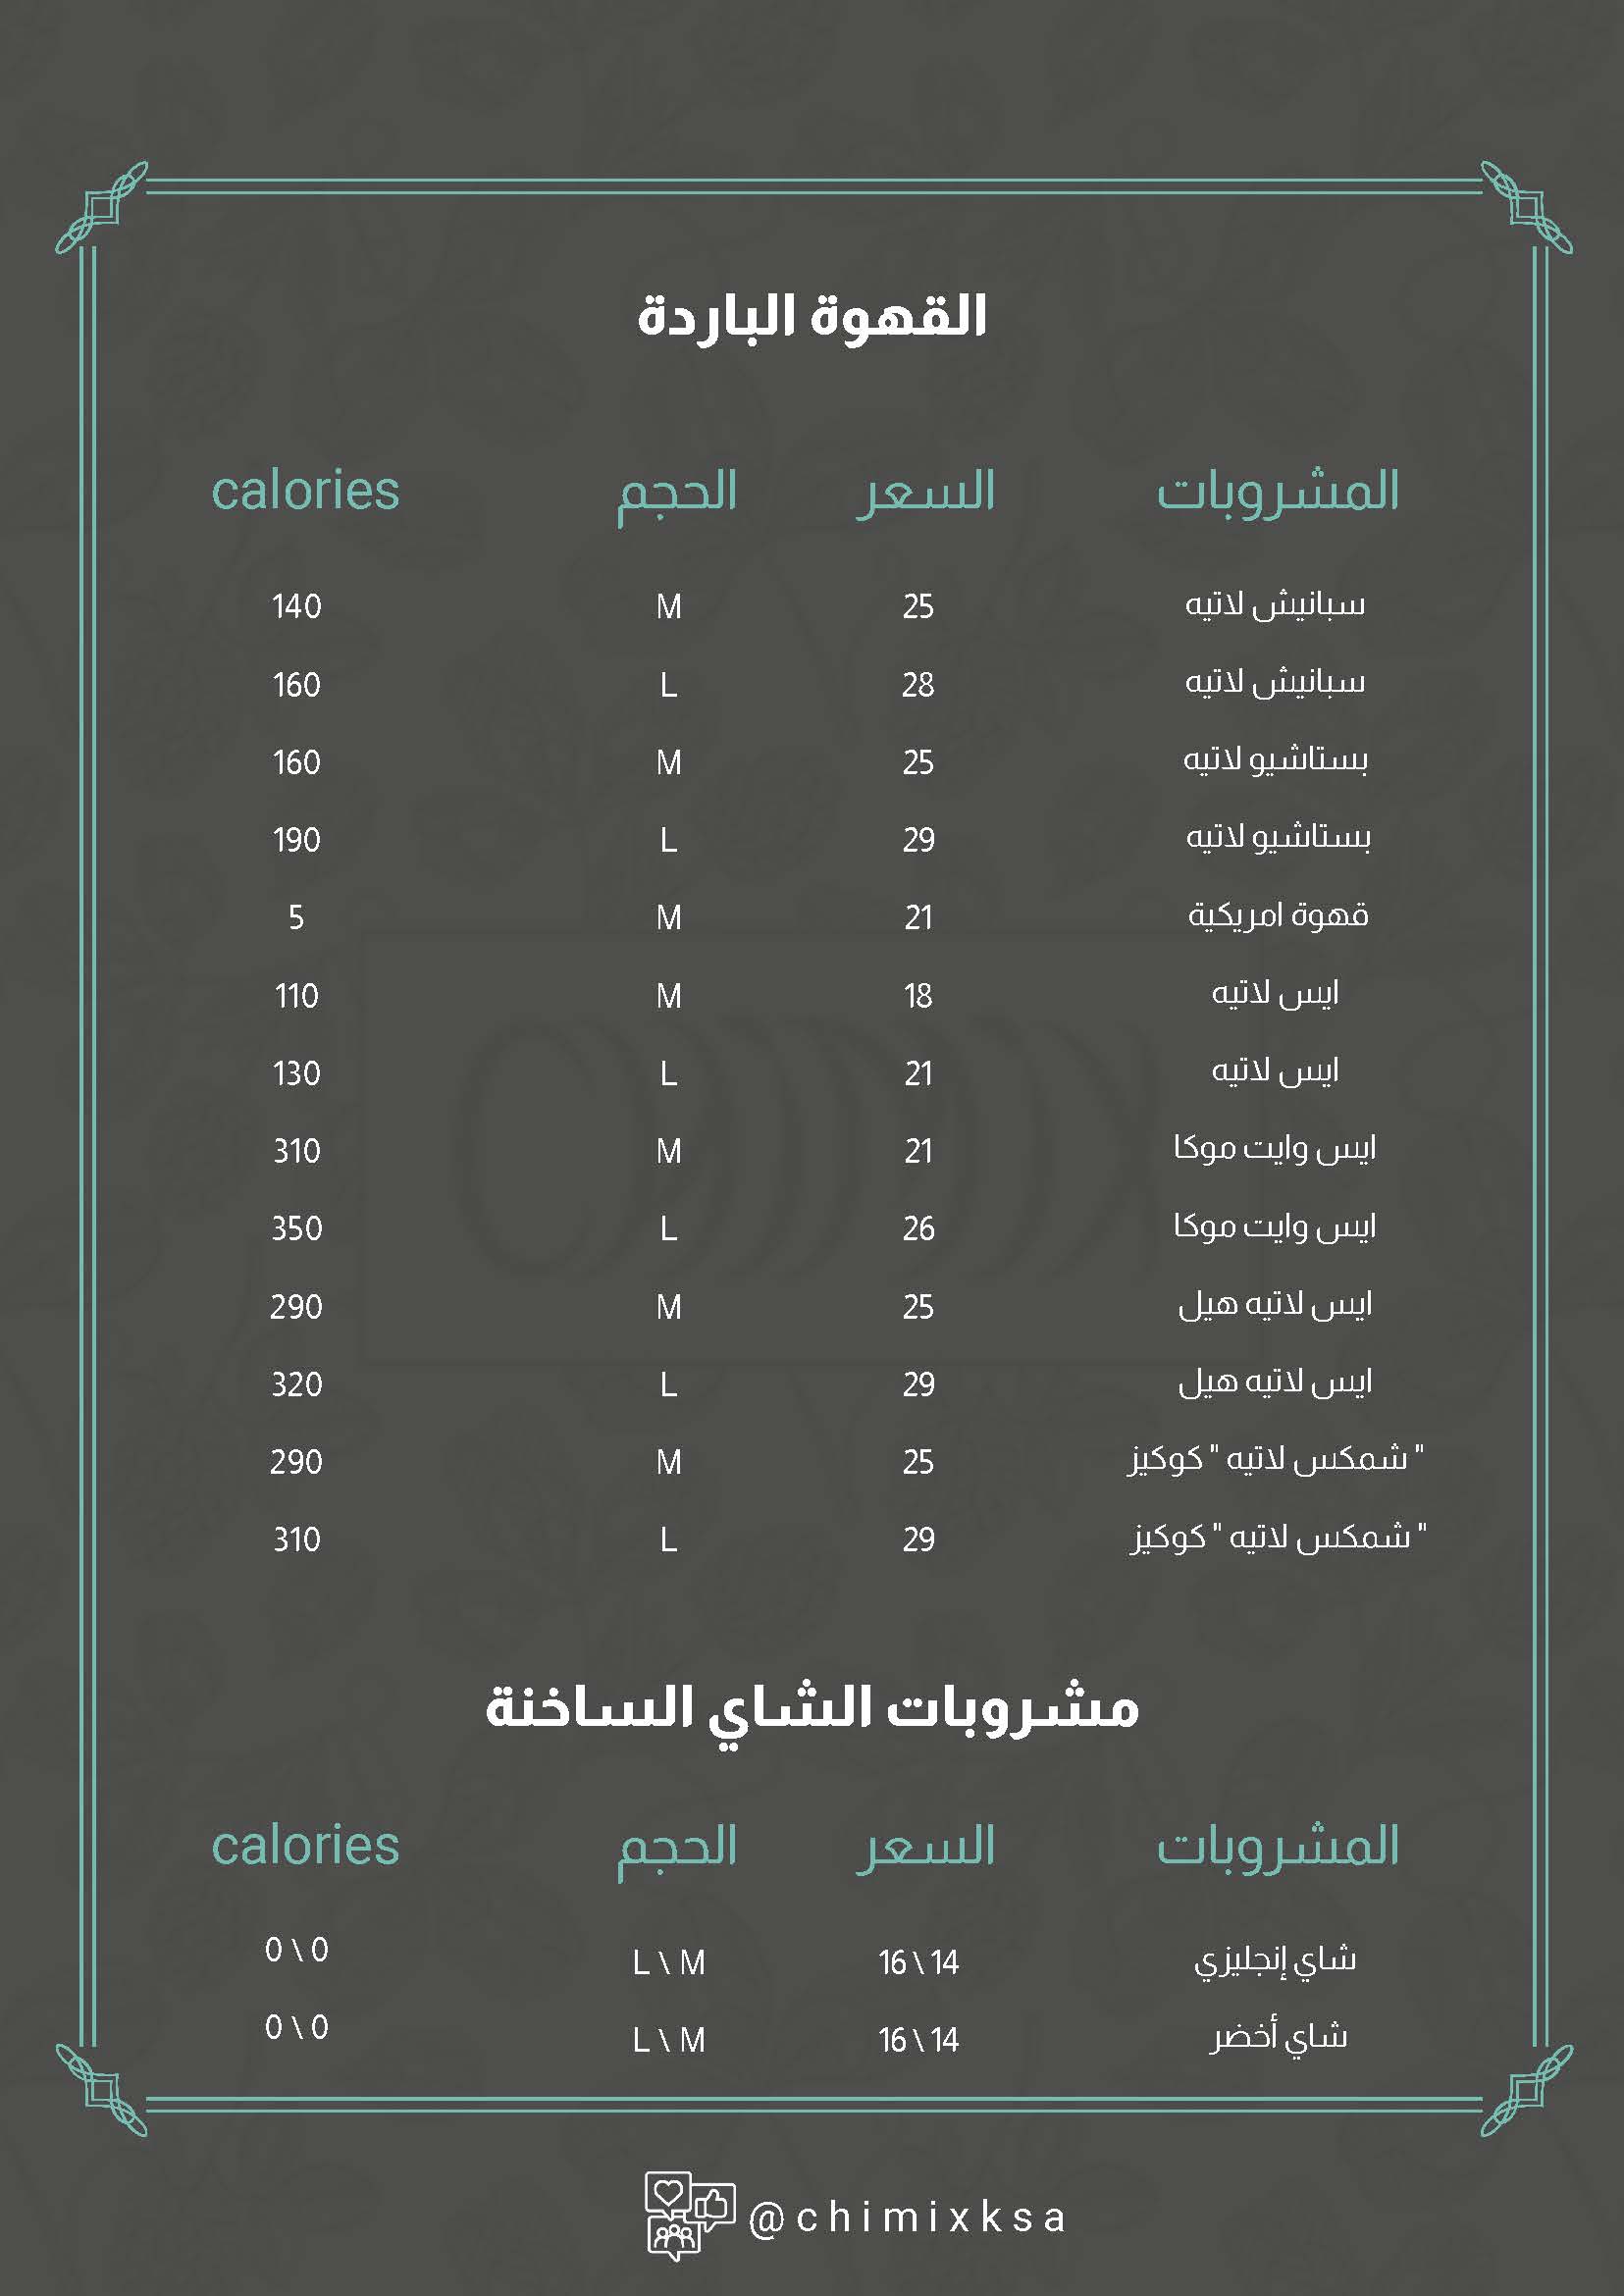 القهوة الباردة
المشروبات السعر الحجم calories
سبانيش لاتيه 25 M 140
سبانيش لاتيه 28 L 160
بستاشيو لاتيه 25 M 160
بستاشيو لاتيه 29 L 190
قهوة امريكية 21 M 5
ايس لاتيه 18 M 110
ايس لاتيه 21 L 130
ايس وايت موكا 21 M 310
ايس وايت موكا 26 L 350
ايس لاتيه هيل 25 M 290
ايس لاتيه هيل 29 L 320
" شمكس لاتيه " كوكيز 25 M 290
" شمكس لاتيه " كوكيز 29 L 310
مشروبات الشاي الساخنة
المشروبات السعر الحجم calories
شاي إنجليزي 16 \ 14 L \ M 0 \ 0
شاي أخضر 16 \ 14 L \ M 0 \ 0
@chimixksa